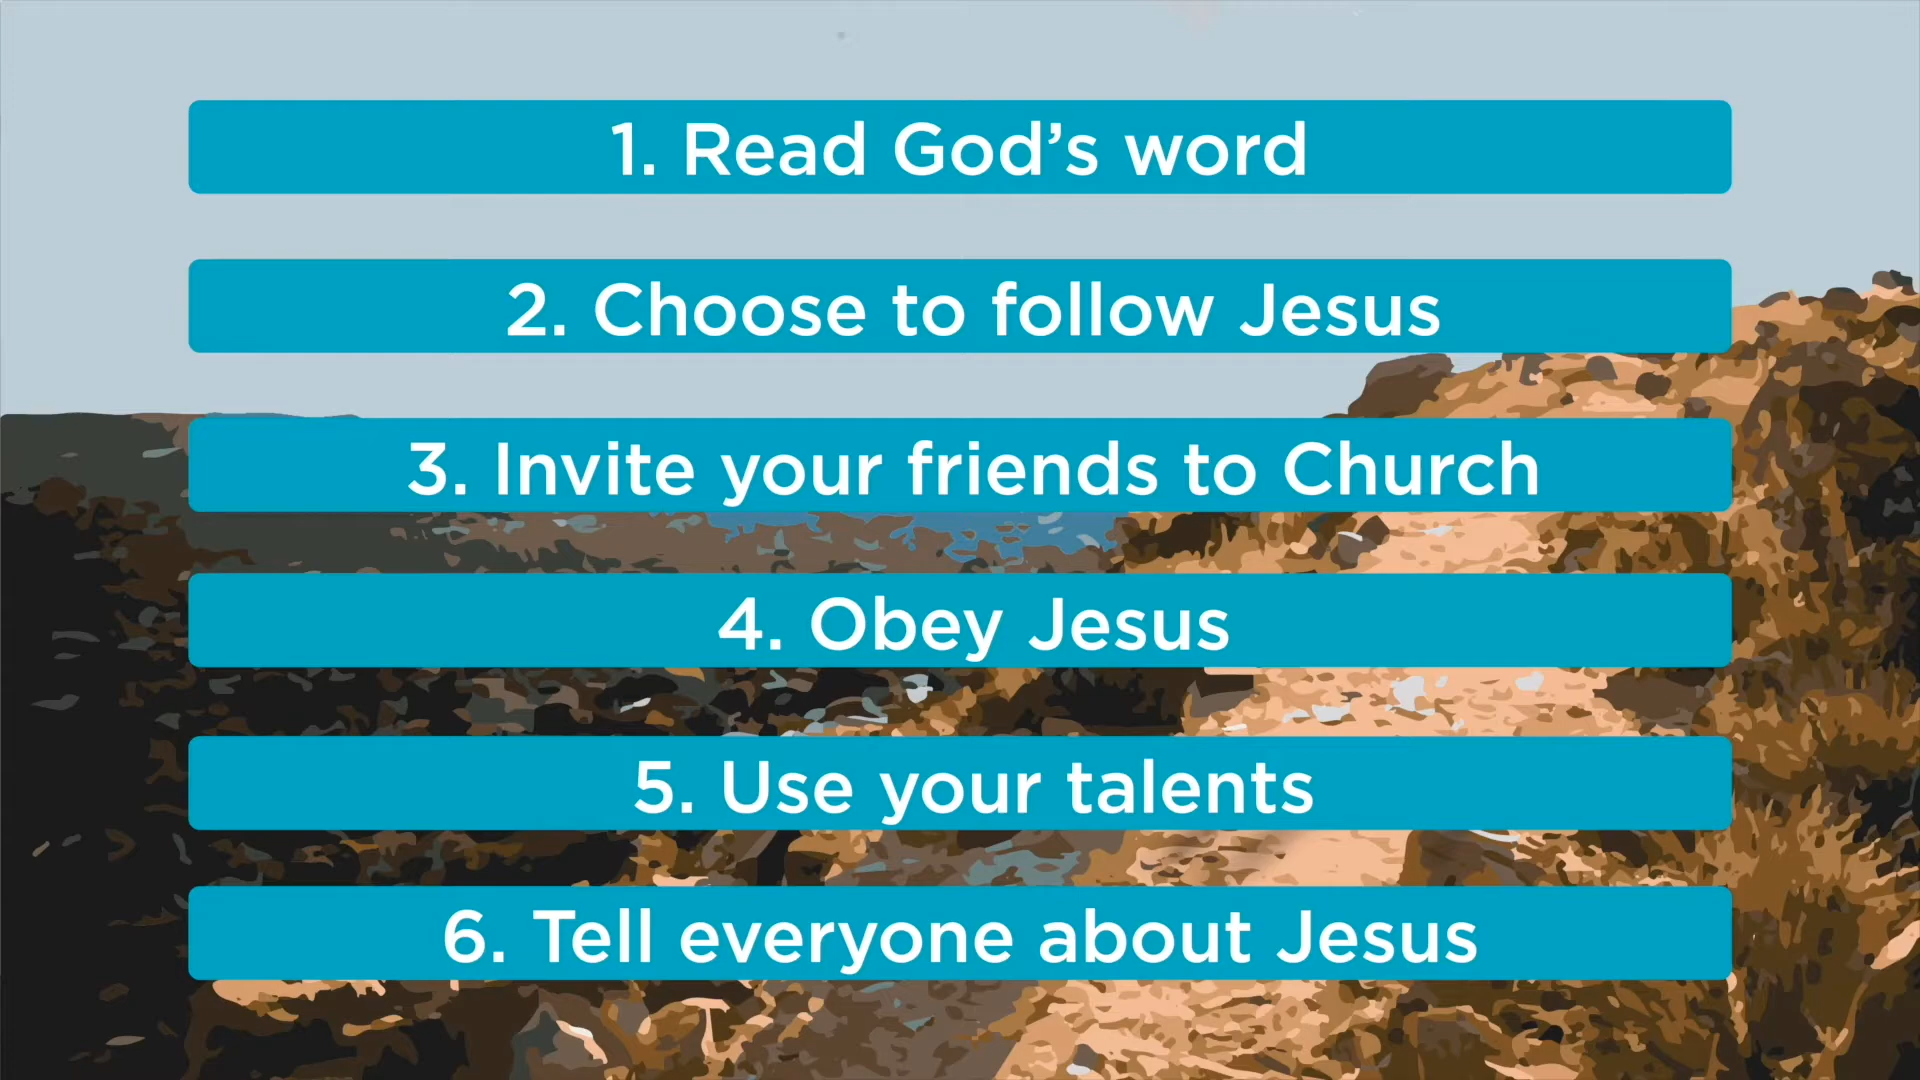 1. Read God’s word
2. Choose to follow Jesus
3. Invite your friends to Church
4. Obey Jesus
5. Use your talents
6. Tell everyone about Jesus